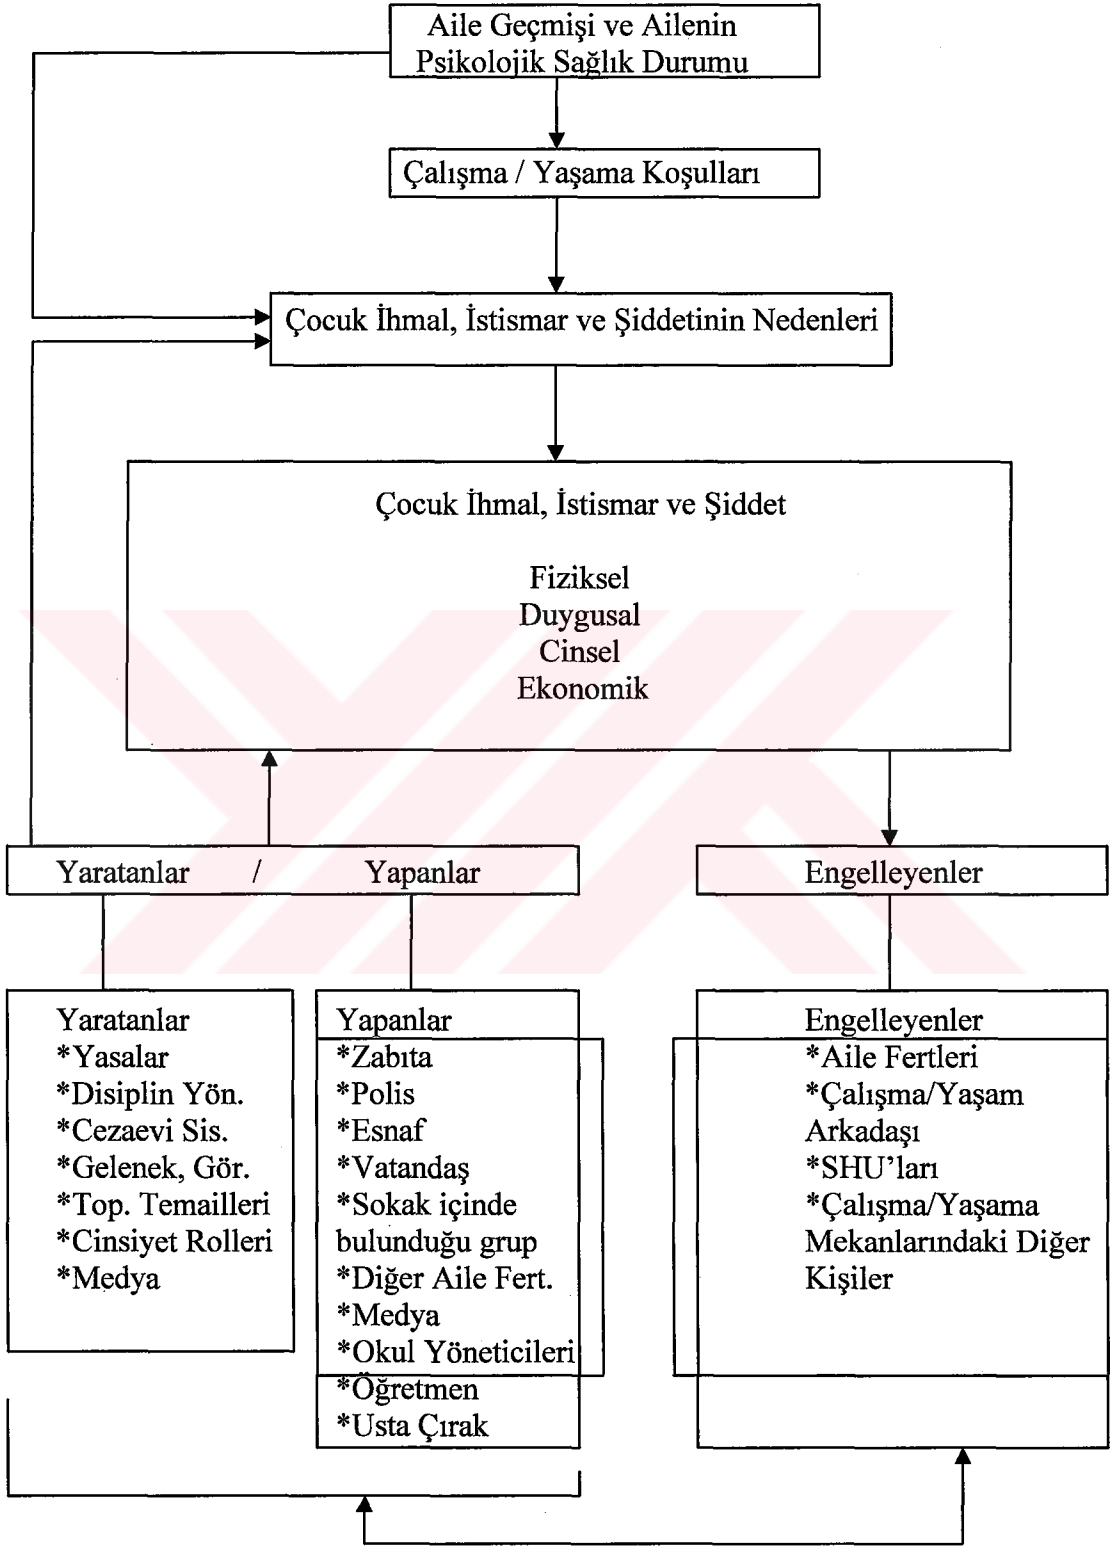 Aile Geçmişi ve Ailenin
Psikolojik Sağlık Durumu
Çalışma / Yaşama Koşulları
Çocuk İhmal, İstismar ve Şiddetinin Nedenleri
Çocuk İhmal, İstismar ve Şiddet
Fiziksel
Duygusal
Cinsel
Ekonomik
Yaratanlar / Yapanlar
Engelleyenler
Yaratanlar
*Yasalar
*Disiplin Yön.
*Cezaevi Sis.
*Gelenek, Gör.
*Top. Temailleri
*Cinsiyet Rolleri
*Medya
Yapanlar
*Zabıta
*Polis
*Esnaf
*Vatandaş
*Sokak içinde
bulunduğu grup
*Diğer Aile Fert.
*Medya
*Okul Yöneticileri
*Öğretmen
*Usta Çırak
Engelleyenler
*Aile Fertleri
*Çalışma/Yaşam
Arkadaşı
*SHU'ları
*Çalışma/Yaşama
Mekanlarındaki Diğer
Kişiler